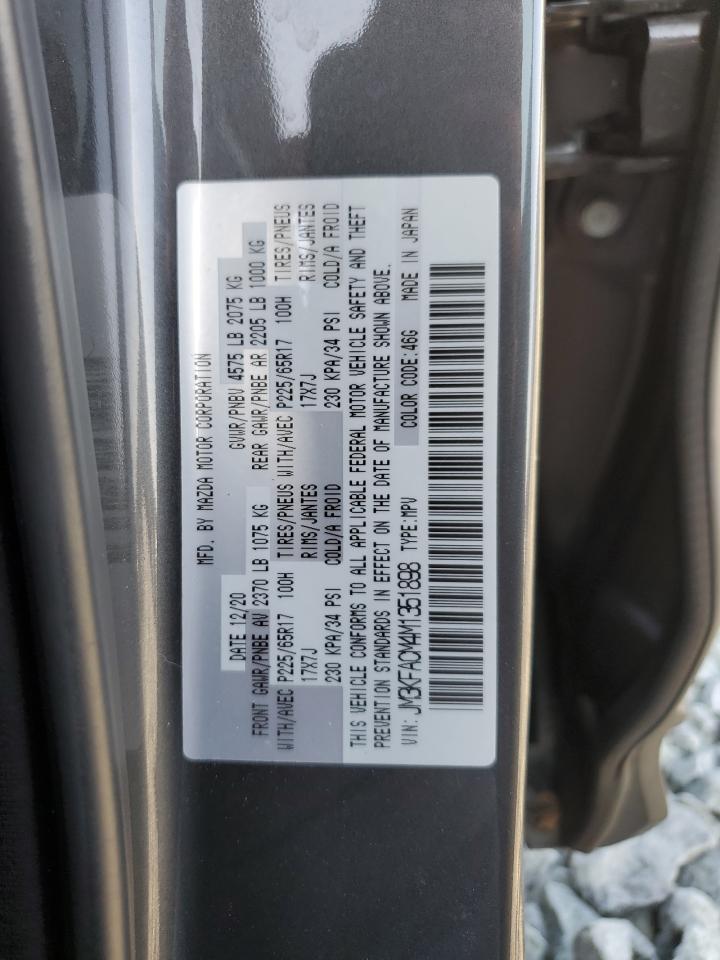 MFD. BY MAZDA MOTOR CORPORATION
DATE 12/20 GVWR/PNBV 4575 LB 2075 KG
FRONT GAWR/PNBE AV 2370 LB 1075 KG REAR GAWR/PNBE AR 2205 LB 1000 KG
WITH/AVEC P225/65R17 100H TIRES/PNEUS WITH/AVEC P225/65R17 100H TIRES/PNEUS
17X7J RIMS/JANTES 17X7J RIMS/JANTES
230 KPA/34 PSI COLD/A FROID 230 KPA/34 PSI COLD/A FROID
THIS VEHICLE CONFORMS TO ALL APPLICABLE FEDERAL MOTOR VEHICLE SAFETY AND THEFT
PREVENTION STANDARDS IN EFFECT ON THE DATE OF MANUFACTURE SHOWN ABOVE.
VIN: JM3KFACM4M1351898 TYPE:MPV COLOR CODE:46G MADE IN JAPAN